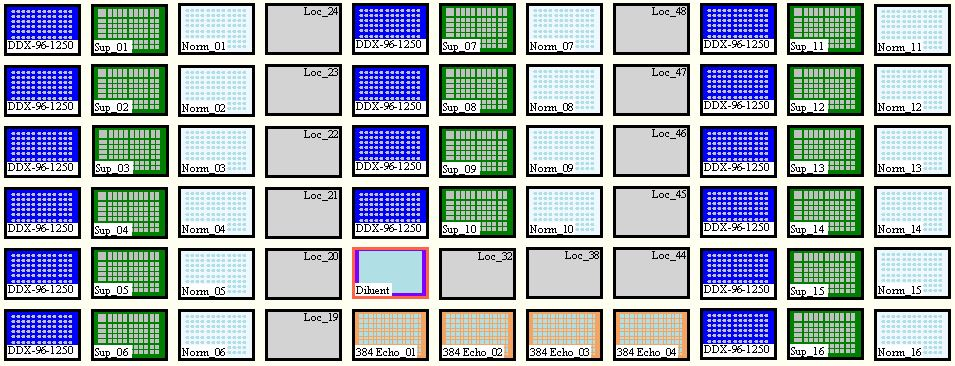 DDX-96-1250 Sup_01 Norm_01 Loc_24 DDX-96-1250 Sup_07 Norm_07 Loc_48 DDX-96-1250 Sup_11 Norm_11
DDX-96-1250 Sup_02 Norm_02 Loc_23 DDX-96-1250 Sup_08 Norm_08 Loc_47 DDX-96-1250 Sup_12 Norm_12
DDX-96-1250 Sup_03 Norm_03 Loc_22 DDX-96-1250 Sup_09 Norm_09 Loc_46 DDX-96-1250 Sup_13 Norm_13
DDX-96-1250 Sup_04 Norm_04 Loc_21 DDX-96-1250 Sup_10 Norm_10 Loc_45 DDX-96-1250 Sup_14 Norm_14
DDX-96-1250 Sup_05 Norm_05 Loc_20 Diluent Loc_32 Loc_38 Loc_44 DDX-96-1250 Sup_15 Norm_15
DDX-96-1250 Sup_06 Norm_06 Loc_19 384 Echo_01 384 Echo_02 384 Echo_03 384 Echo_04 DDX-96-1250 Sup_16 Norm_16